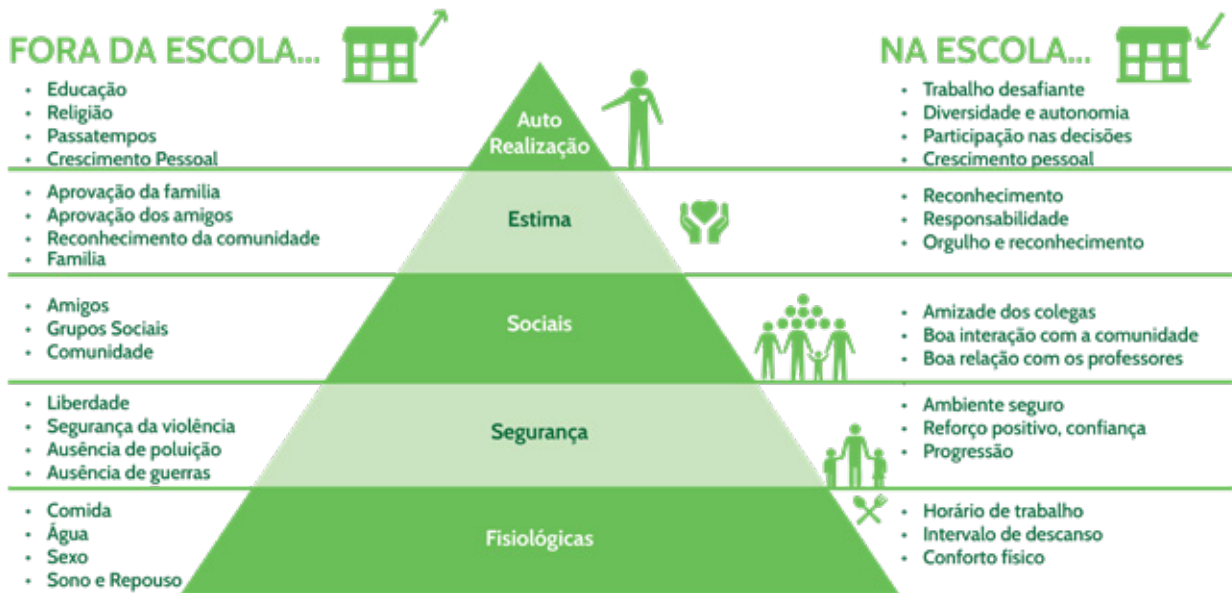 FORA DA ESCOLA...
NA ESCOLA...
• Educação
• Religião
• Passatempos
• Crescimento Pessoal
Auto
Realização
• Trabalho desafiante
• Diversidade e autonomia
• Participação nas decisões
• Crescimento pessoal
• Aprovação da familia
• Aprovação dos amigos
• Reconhecimento da comunidade
• Familia
Estima
• Reconhecimento
• Responsabilidade
• Orgulho e reconhecimento
• Amigos
• Grupos Sociais
• Comunidade
Sociais
• Amizade dos colegas
• Boa interação com a comunidade
• Boa relação com os professores
• Liberdade
• Segurança da violência
• Ausência de poluição
• Ausência de guerras
Segurança
• Ambiente seguro
• Reforço positivo, confiança
• Progressão
• Comida
• Água
• Sexo
• Sono e Repouso
Fisiológicas
• Horário de trabalho
• Intervalo de descanso
• Conforto físico